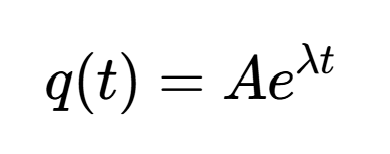 q(t) = Ae^{λt}